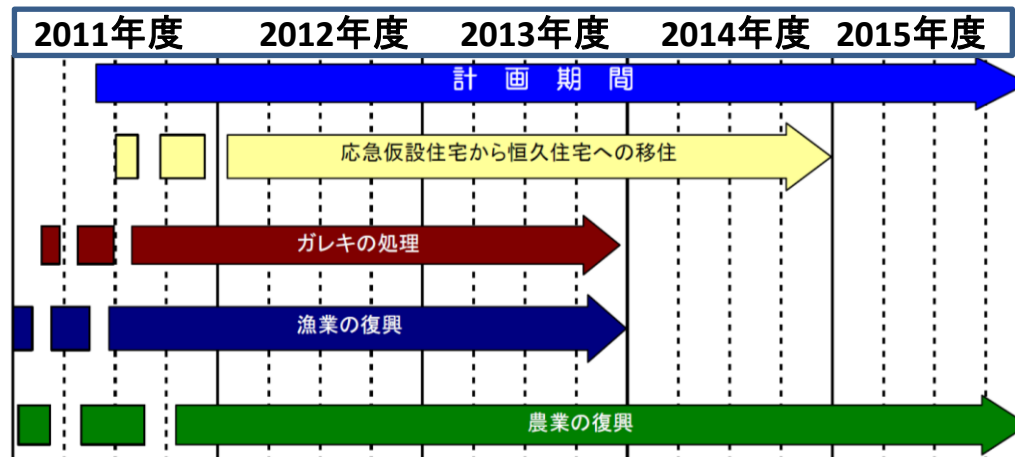 2011年度 2012年度 2013年度 2014年度 2015年度
計画期間
応急仮設住宅から恒久住宅への移住
ガレキの処理
漁業の復興
農業の復興